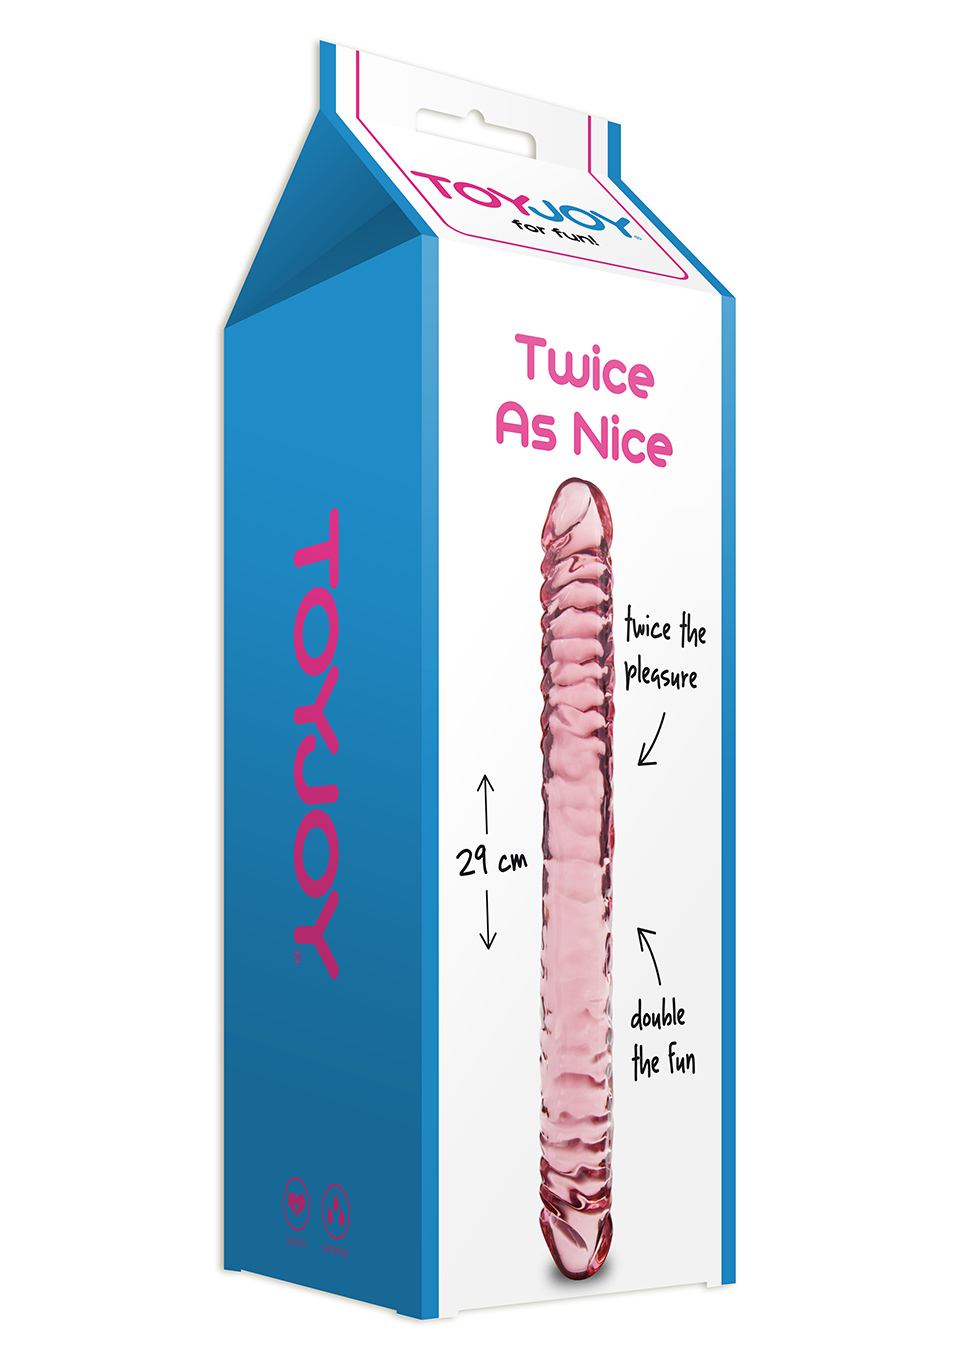 TOYJOY®
for fun!
Twice
As Nice
twice the
pleasure
29 cm
double
the fun
TOYJOY®